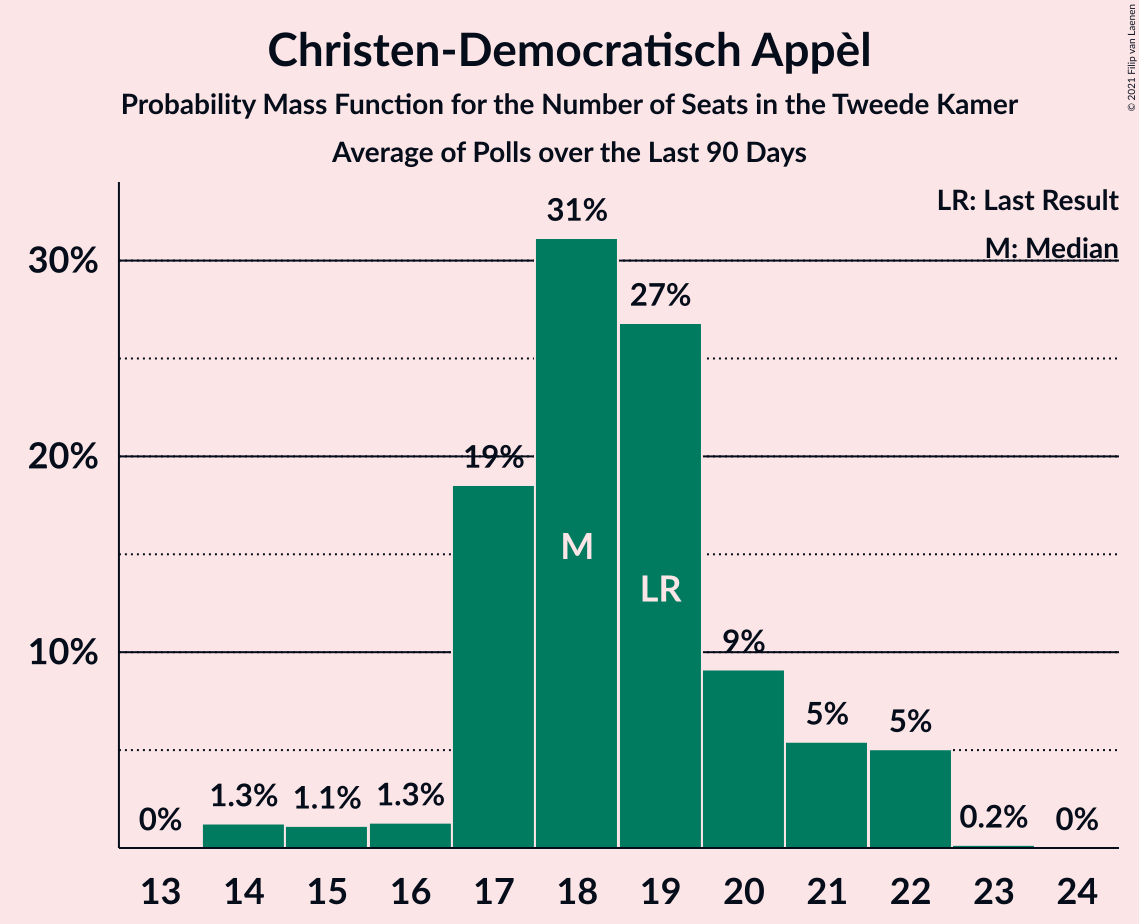 Christen-Democratisch Appèl
Probability Mass Function for the Number of Seats in the Tweede Kamer
Average of Polls over the Last 90 Days
© 2021 Filip van Laenen
LR: Last Result
M: Median
30%
20%
10%
0%
1.3%
1.1%
1.3%
19%
31%
27%
9%
5%
5%
0.2%
0%
M
LR
13 14 15 16 17 18 19 20 21 22 23 24